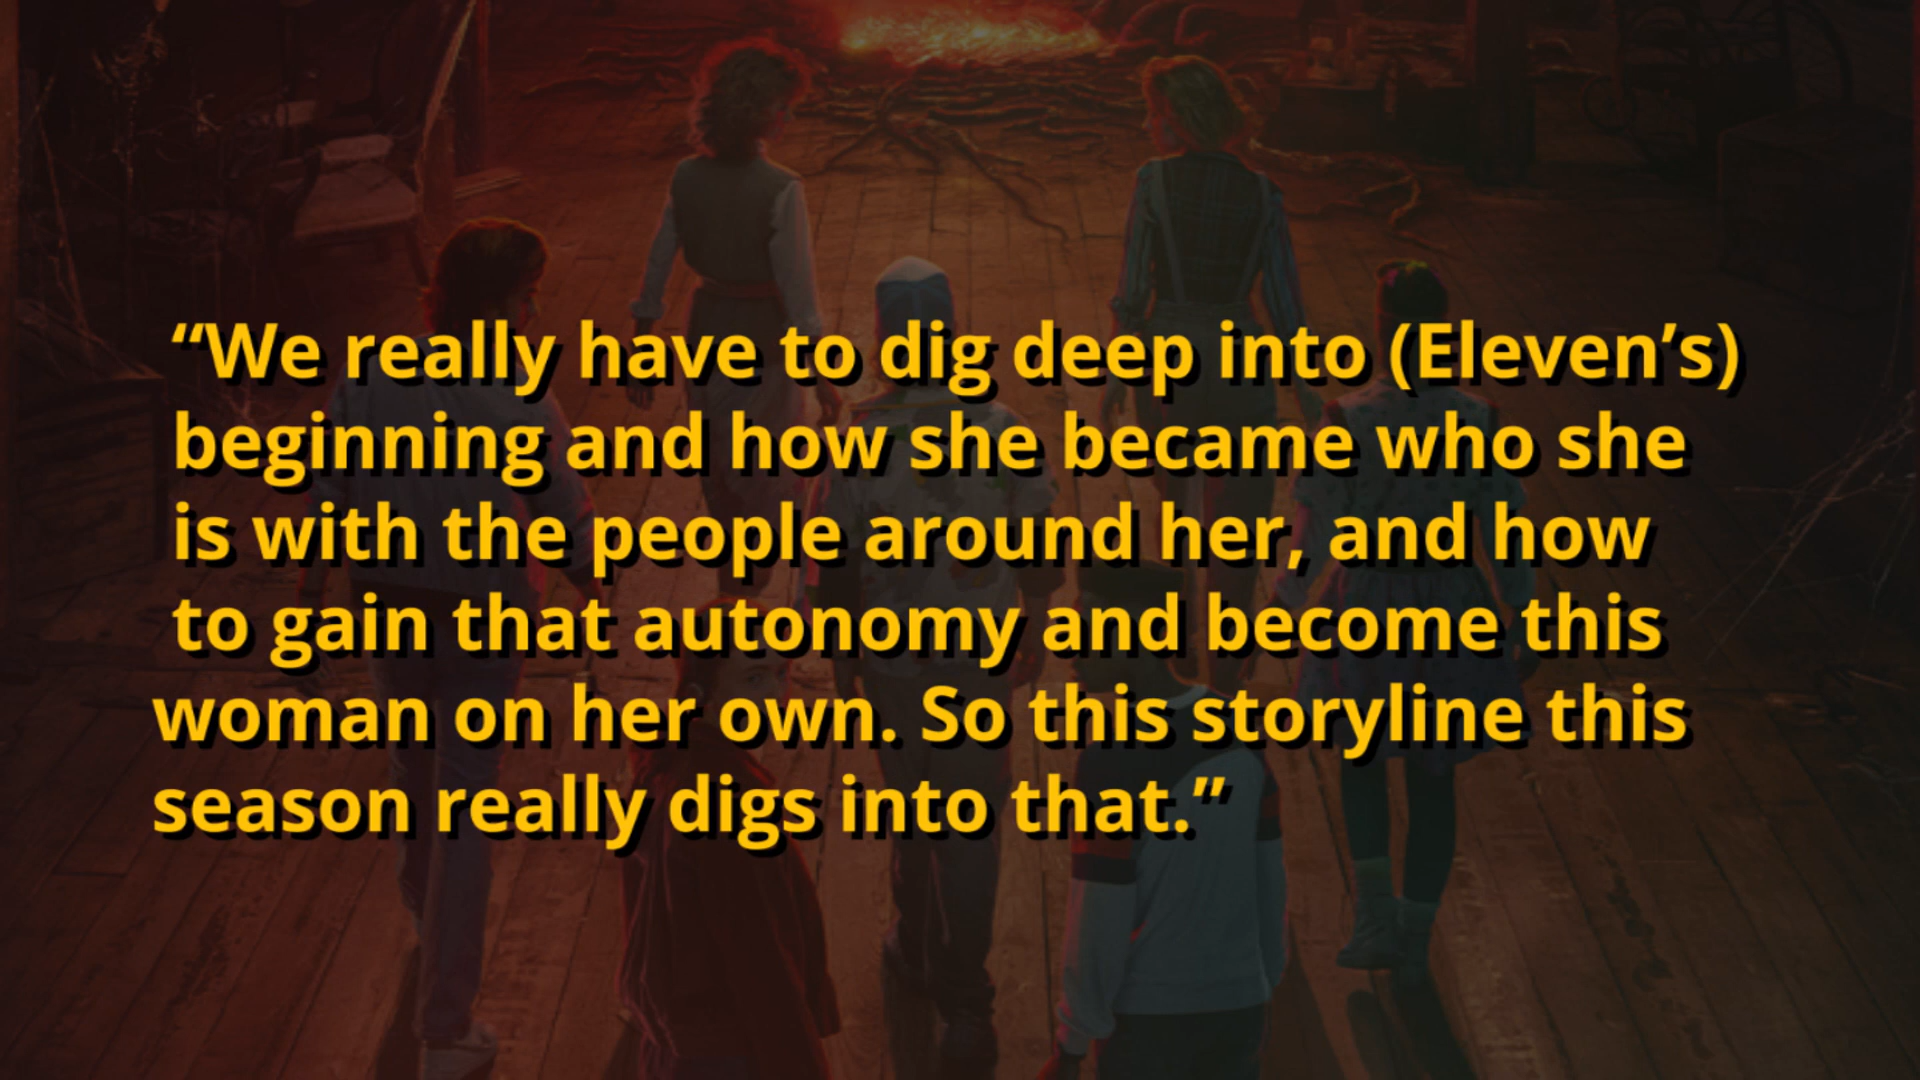 “We really have to dig deep into (Eleven’s)
beginning and how she became who she
is with the people around her, and how
to gain that autonomy and become this
woman on her own. So this storyline this
season really digs into that.”